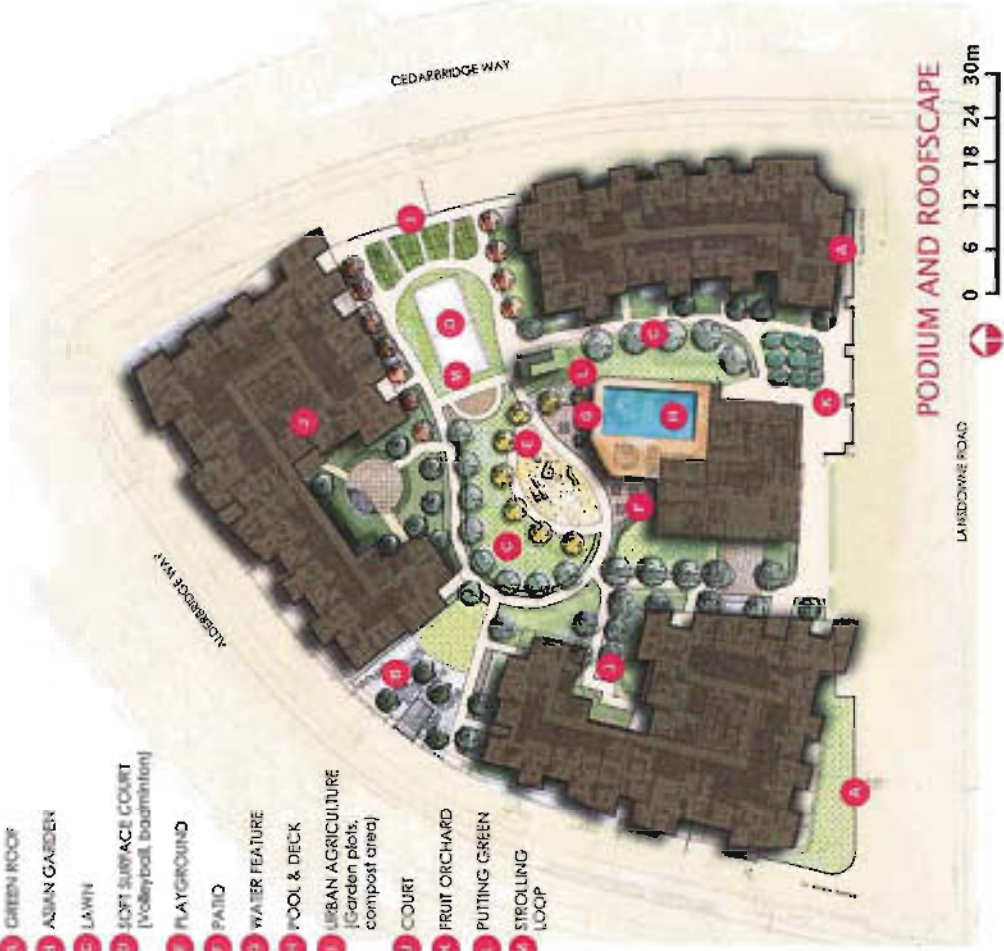 A GREEN ROOF
B ASIAN GARDEN
C LAWN
D SOFT SURFACE COURT
(Volleyball, badminton)
E PLAYGROUND
F PATIO
G WATER FEATURE
H POOL & DECK
I URBAN AGRICULTURE
(Garden plots,
compost area)
J COURT
K FRUIT ORCHARD
L PUTTING GREEN
M STROLLING
LOOP
CEDARBRIDGE WAY
ALDERBRIDGE WAY
LANSDOWNE ROAD
PODIUM AND ROOFSCAPE
0 6 12 18 24 30m
I
D
M
A
C
L
G
H
K
E
J
F
C
B
J
A